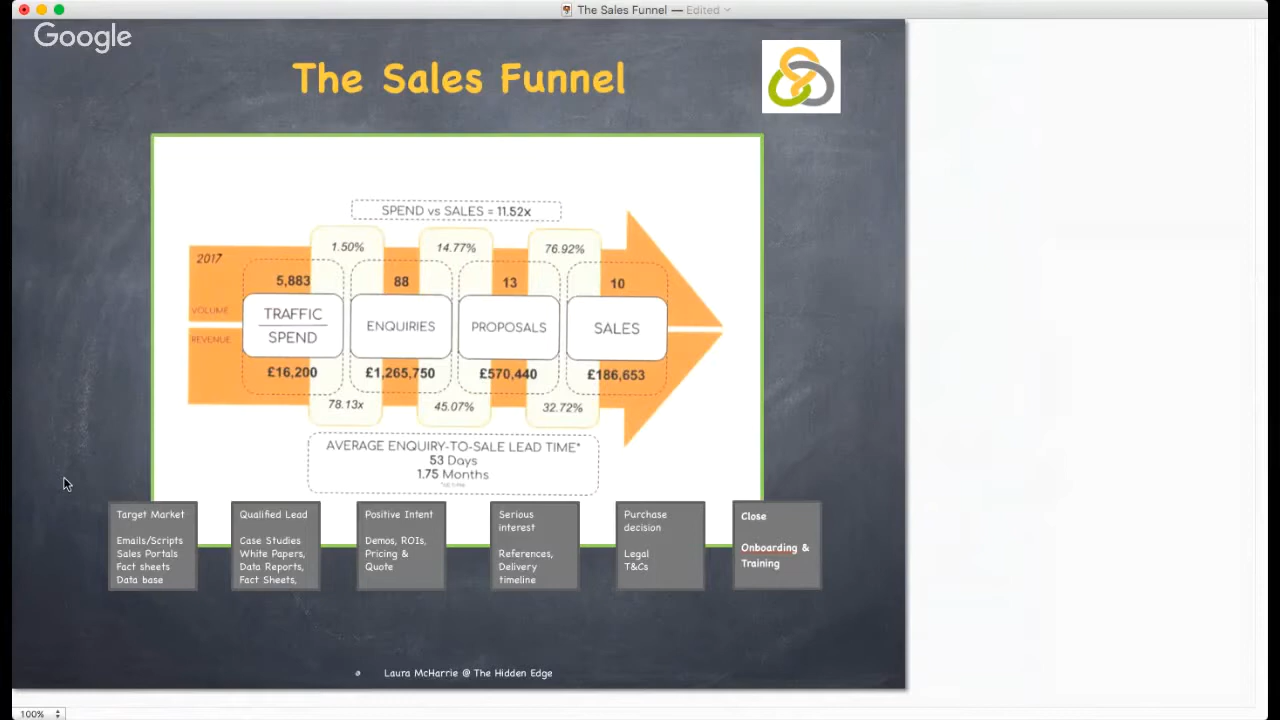 The Sales Funnel — Edited
Google
The Sales Funnel
SPEND vs SALES = 11.52x
1.50%
14.77%
76.92%
2017
5,883
88
13
10
VOLUME
TRAFFIC
SPEND
ENQUIRIES
PROPOSALS
SALES
REVENUE
£16,200
£1,265,750
£570,440
£186,653
78.13x
45.07%
32.72%
AVERAGE ENQUIRY-TO-SALE LEAD TIME*
53 Days
1.75 Months
Target Market
Emails/Scripts
Sales Portals
Fact sheets
Data base
Qualified Lead
Case Studies
White Papers,
Data Reports,
Fact Sheets,
Positive Intent
Demos, ROIs,
Pricing &
Quote
Serious
interest
References,
Delivery
timeline
Purchase
decision
Legal
T&Cs
Close
Onboarding &
Training
Laura McHarrie @ The Hidden Edge
100%